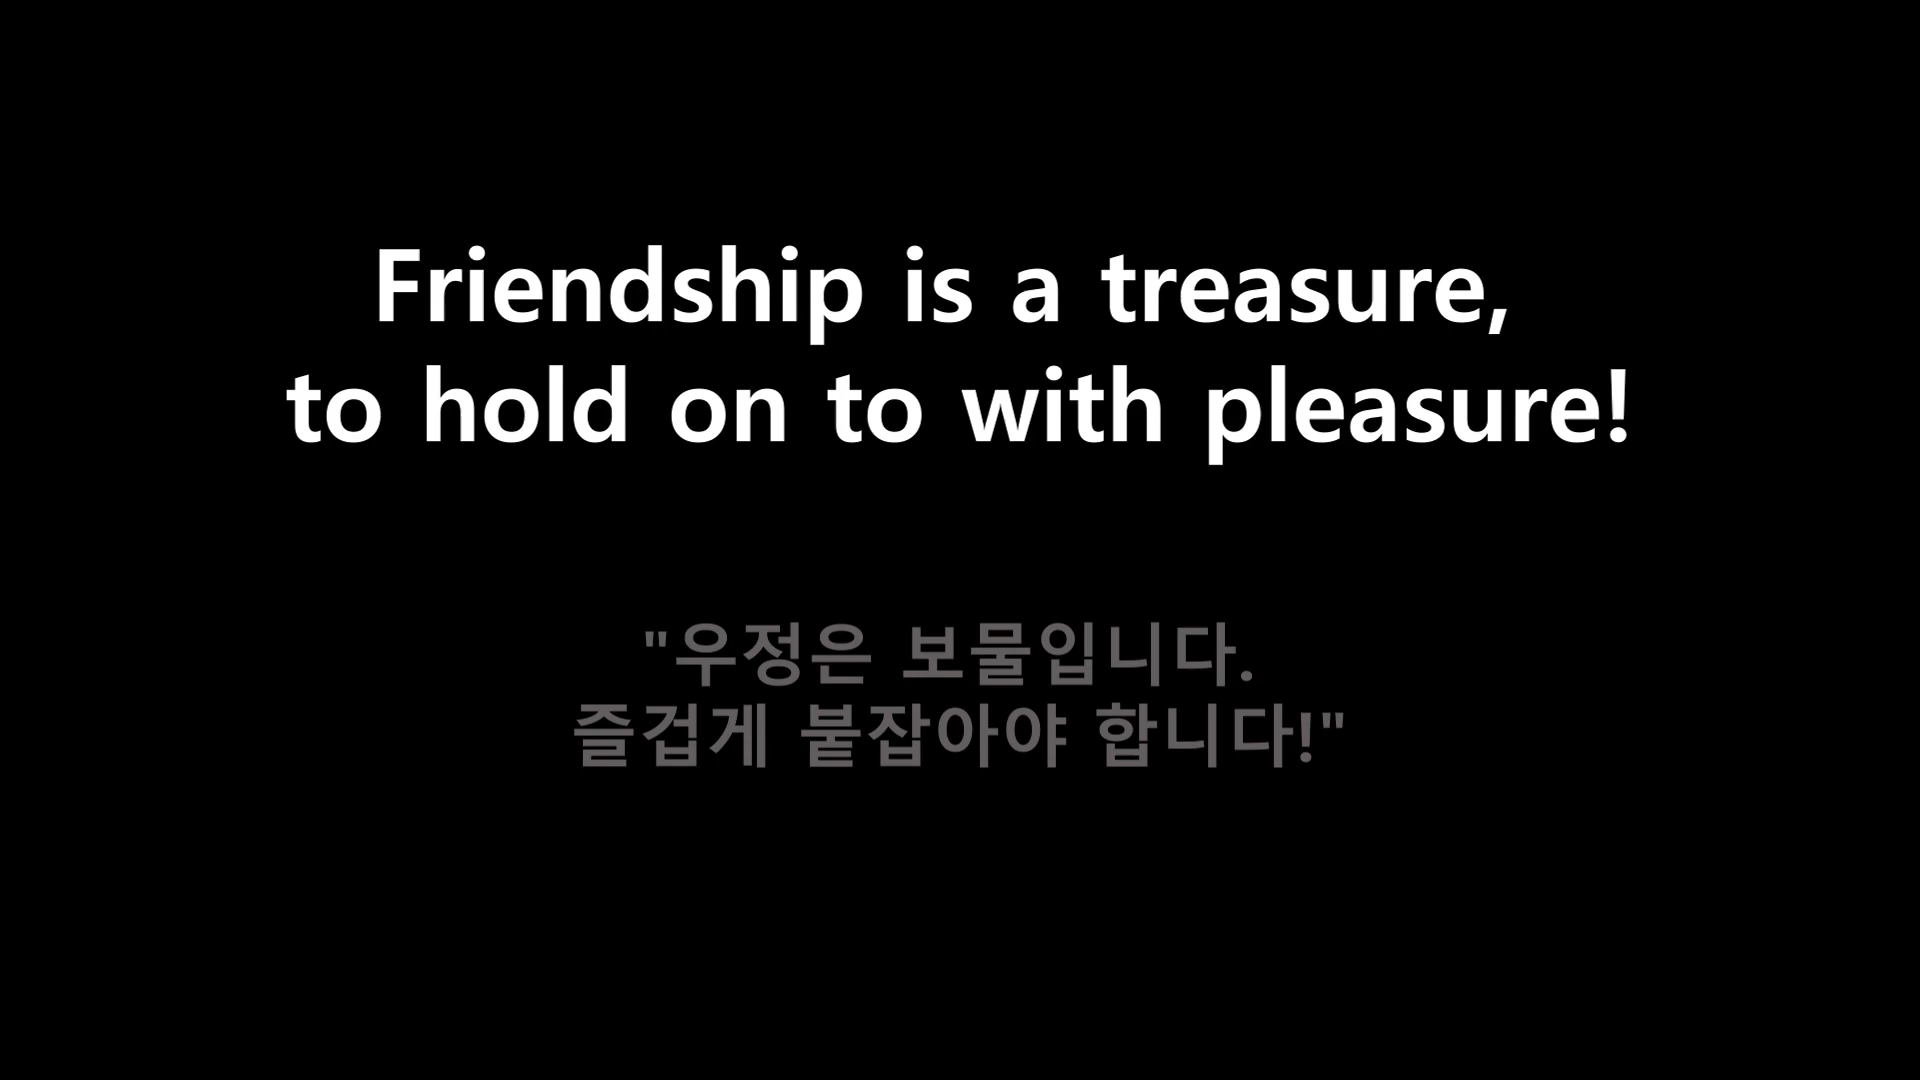 Friendship is a treasure,
to hold on to with pleasure!
"우정은 보물입니다.
즐겁게 붙잡아야 합니다!"